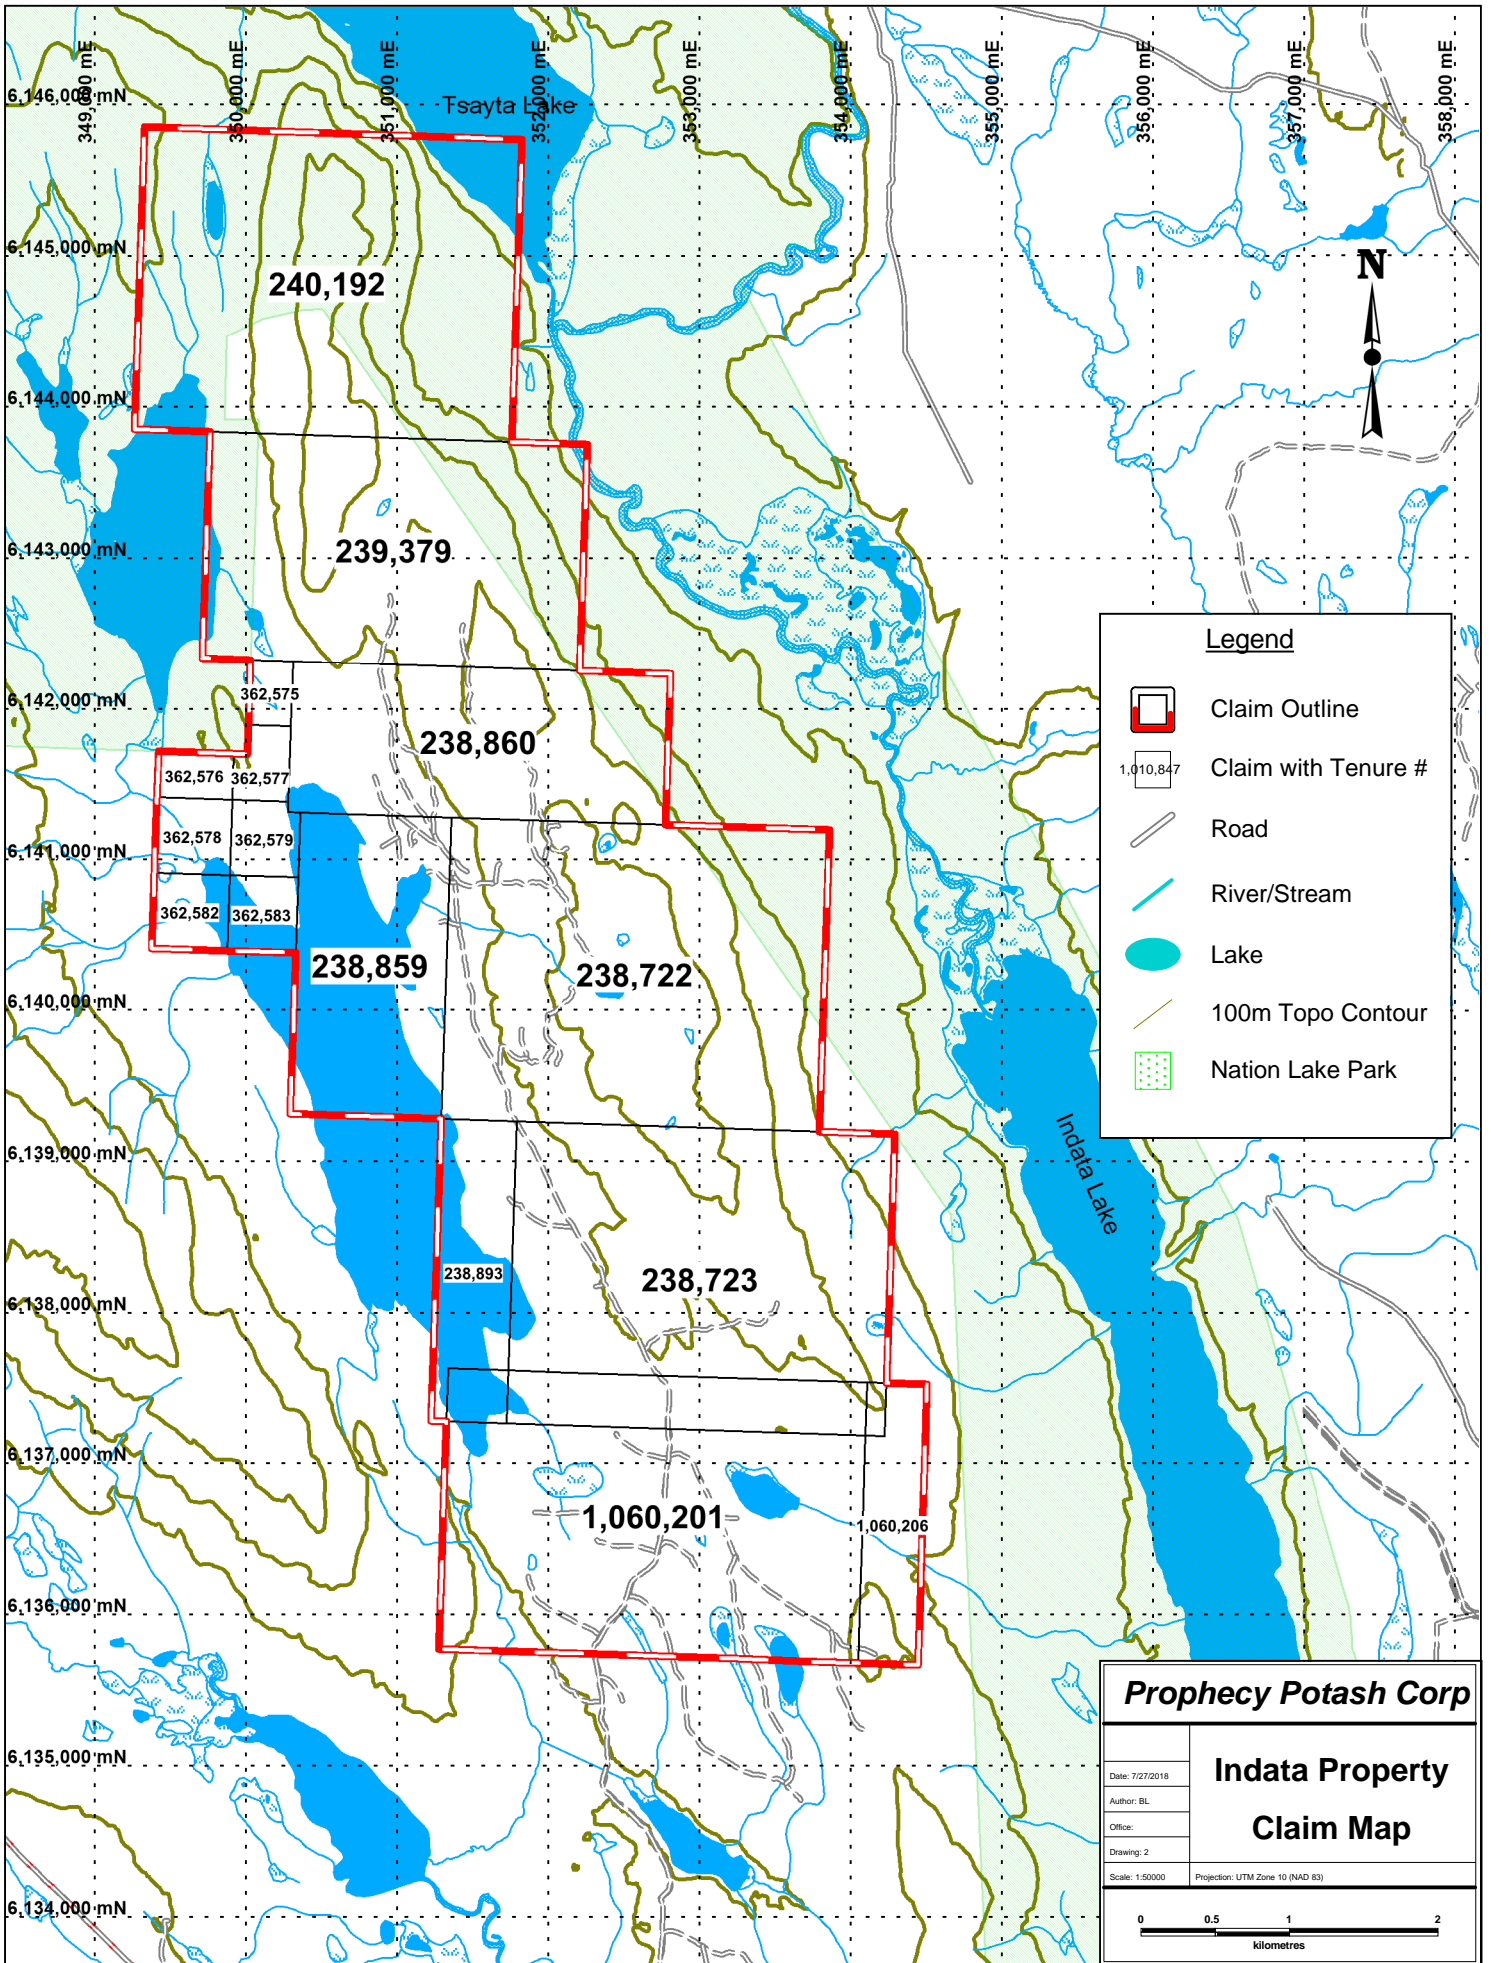 349,000 mE
350,000 mE
351,000 mE
352,000 mE
353,000 mE
354,000 mE
355,000 mE
356,000 mE
357,000 mE
358,000 mE
6,146,000 mN
Tsayta Lake
6,145,000 mN
N
240,192
6,144,000 mN
6,143,000 mN
239,379
Legend
362,575
6,142,000 mN
Claim Outline
238,860
1,010,847
Claim with Tenure #
362,576
362,577
Road
362,578
362,579
6,141,000 mN
River/Stream
362,582
362,583
Lake
238,859
238,722
6,140,000 mN
100m Topo Contour
Nation Lake Park
Indata Lake
6,139,000 mN
238,893
238,723
6,138,000 mN
6,137,000 mN
1,060,201
1,060,206
6,136,000 mN
Prophecy Potash Corp
6,135,000 mN
Indata Property
Claim Map
Date: 7/27/2018
Author: BL
Office:
Drawing: 2
Scale: 1:50000
Projection: UTM Zone 10 (NAD 83)
6,134,000 mN
0 0.5 1 2
kilometres